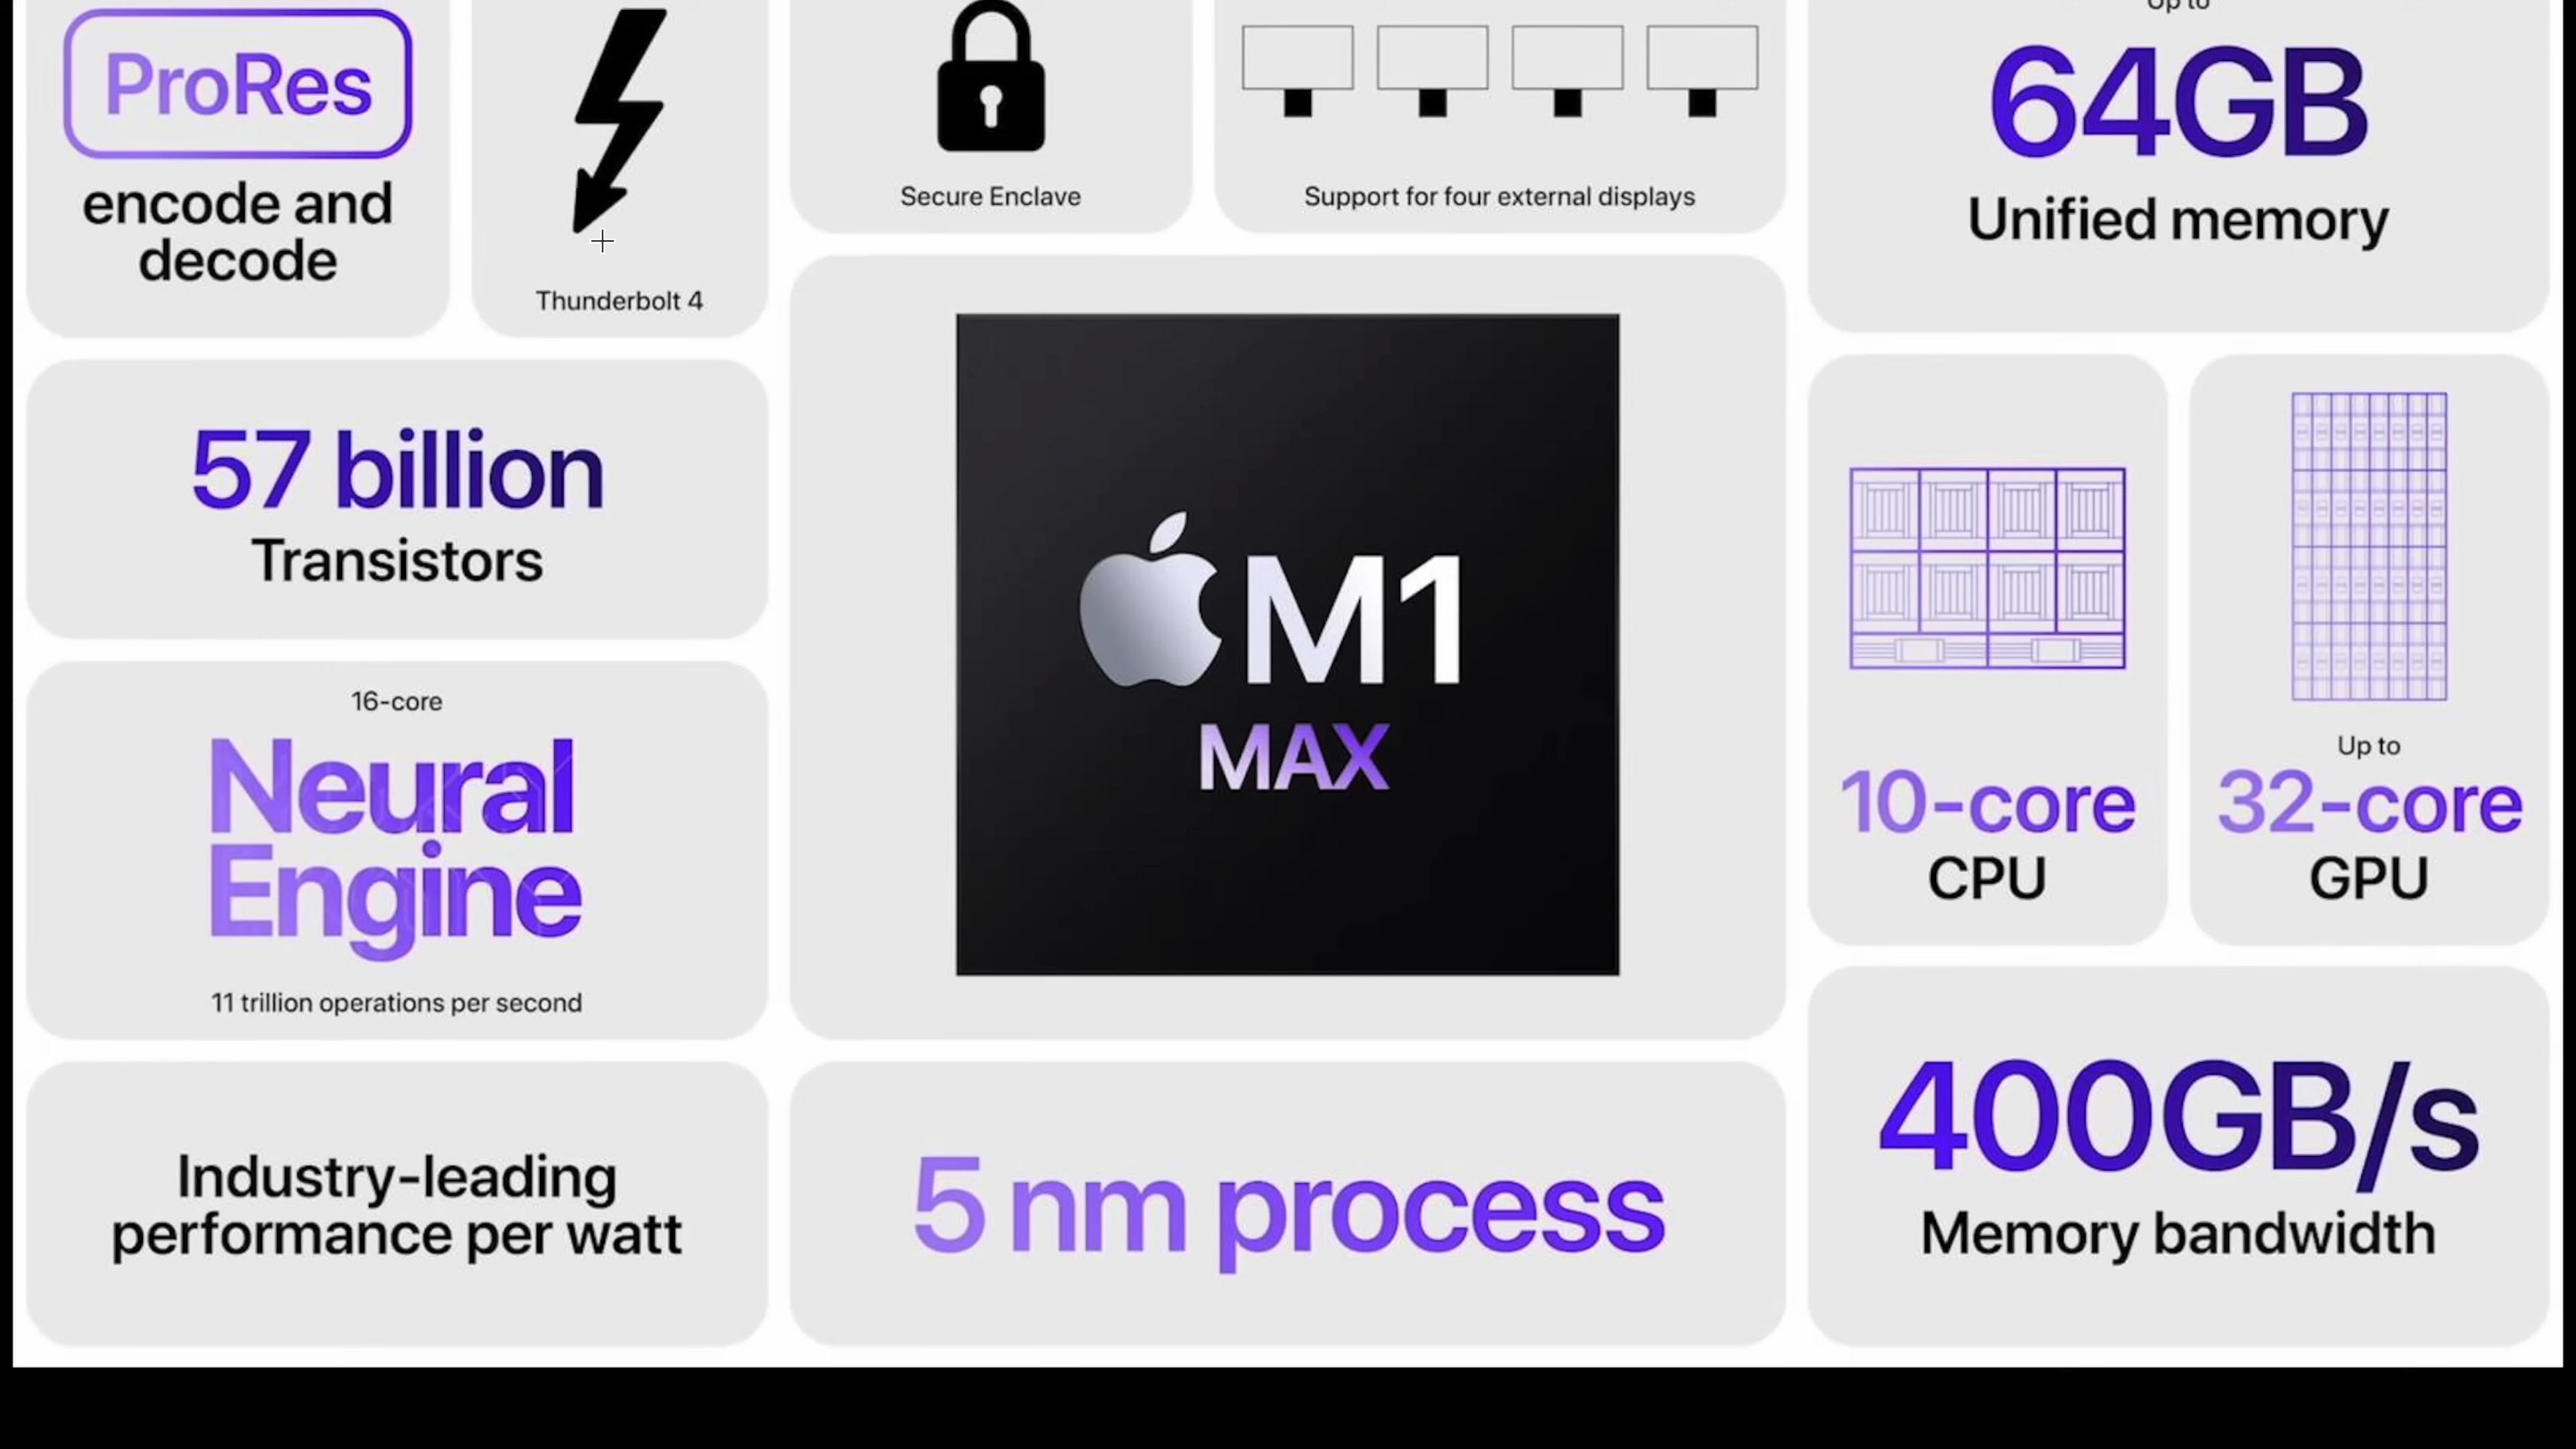 ProRes
encode and
decode
Thunderbolt 4
Secure Enclave
Support for four external displays
Up to
64GB
Unified memory
57 billion
Transistors
16-core
Neural
Engine
11 trillion operations per second
Industry-leading
performance per watt
M1
MAX
5 nm process
10-core
CPU
Up to
32-core
GPU
400GB/s
Memory bandwidth